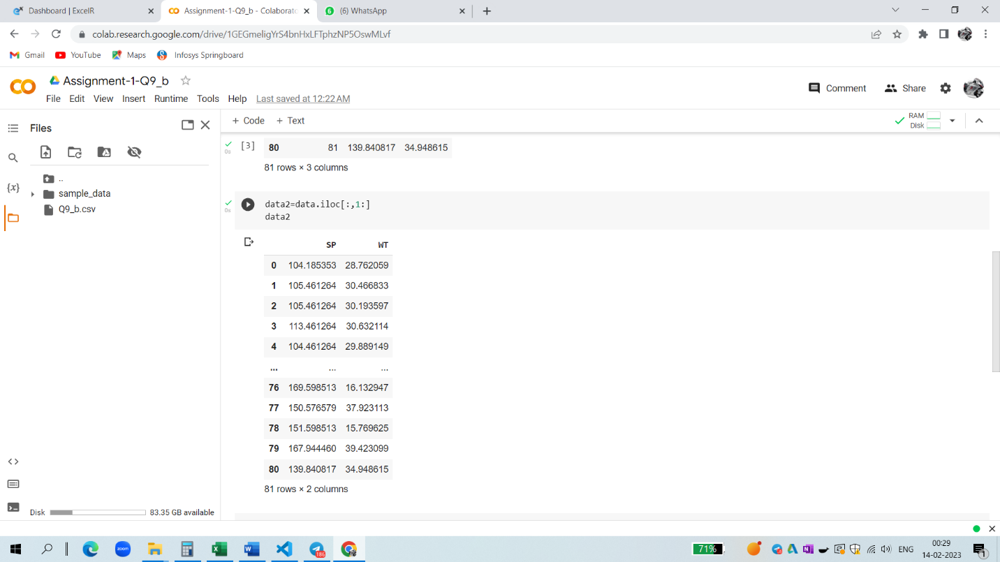 Dashboard | ExcelR
Assignment-1-Q9_b - Colaborato
(6) WhatsApp
colab.research.google.com/drive/1GEGmeligYrS4bnHxLFTphzNP5OswMLvf
Gmail YouTube Maps Infosys Springboard
Assignment-1-Q9_b
File Edit View Insert Runtime Tools Help Last saved at 12:22 AM
Comment Share
Files
+ Code + Text
RAM
Disk
..
sample_data
Q9_b.csv
[3] 80 81 139.840817 34.948615
0s
81 rows × 3 columns
0s
data2=data.iloc[:,1:]
data2
SP WT
0 104.185353 28.762059
1 105.461264 30.466833
2 105.461264 30.193597
3 113.461264 30.632114
4 104.461264 29.889149
... ... ...
76 169.598513 16.132947
77 150.576579 37.923113
78 151.598513 15.769625
79 167.944460 39.423099
80 139.840817 34.948615
81 rows × 2 columns
Disk 83.35 GB available
zoom
186
71%
ENG
00:29
14-02-2023
1